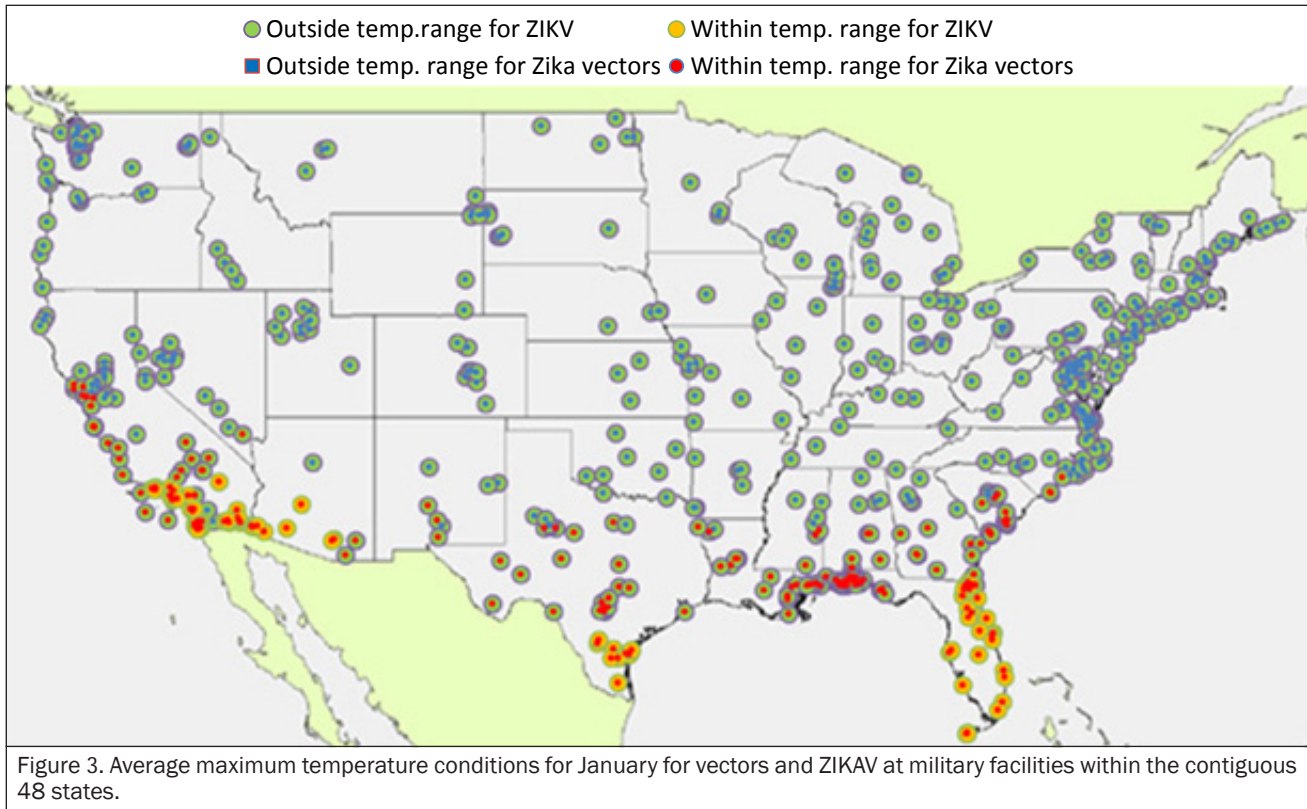 Outside temp.range for ZIKV Within temp. range for ZIKV
Outside temp. range for Zika vectors Within temp. range for Zika vectors
Figure 3. Average maximum temperature conditions for January for vectors and ZIKAV at military facilities within the contiguous
48 states.